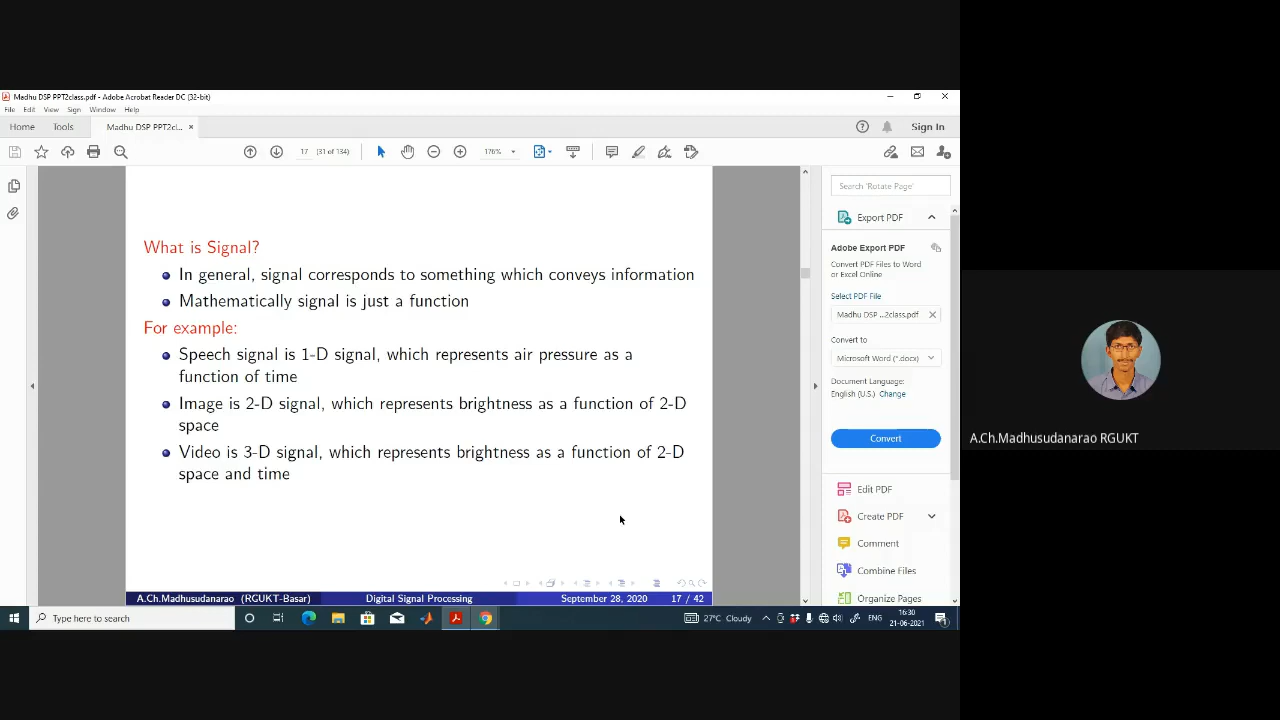 Madhu DSP PPT2class.pdf - Adobe Acrobat Reader DC (32-bit)
File Edit View Sign Window Help
Home Tools Madhu DSP PPT2cl... × Sign In
17 (31 of 134) 176%
Search 'Rotate Page'
Export PDF
Adobe Export PDF
Convert PDF Files to Word
or Excel Online
Select PDF File
Madhu DSP ...2class.pdf
Convert to
Microsoft Word (*.docx)
Document Language:
English (U.S.) Change
Convert
Edit PDF
Create PDF
Comment
Combine Files
Organize Pages
What is Signal?
In general, signal corresponds to something which conveys information
Mathematically signal is just a function
For example:
Speech signal is 1-D signal, which represents air pressure as a
function of time
Image is 2-D signal, which represents brightness as a function of 2-D
space
Video is 3-D signal, which represents brightness as a function of 2-D
space and time
A.Ch.Madhusudanarao (RGUKT-Basar) Digital Signal Processing September 28, 2020 17 / 42
Type here to search 27°C Cloudy ENG 16:30
21-06-2021
A.Ch.Madhusudanarao RGUKT